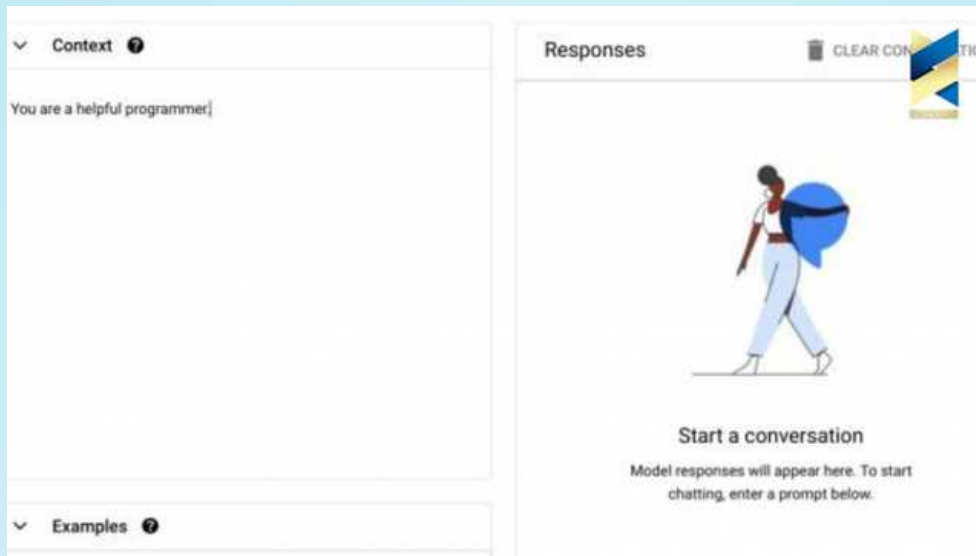 Context
You are a helpful programmer.
Examples
Responses
CLEAR
Start a conversation
Model responses will appear here. To start
chatting, enter a prompt below.